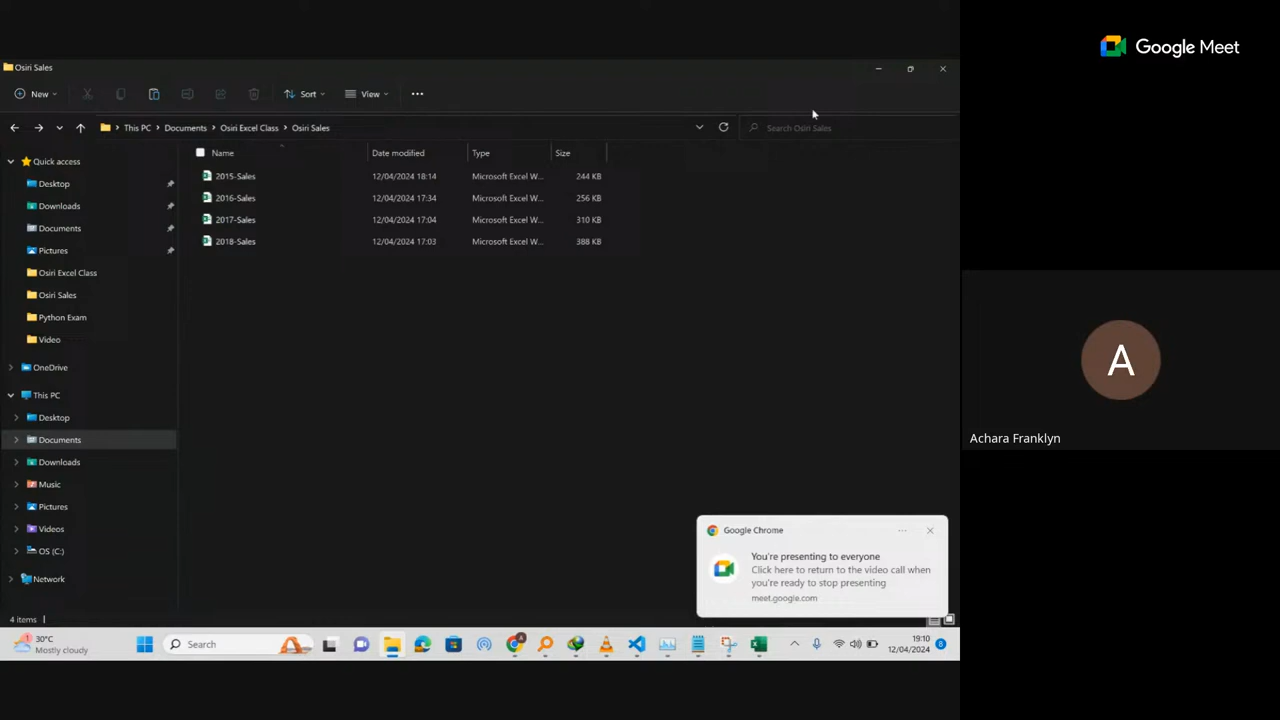 Google Meet
Osiri Sales
New
Sort
View
This PC > Documents > Osiri Excel Class > Osiri Sales
Search Osiri Sales
Name Date modified Type Size
2015-Sales 12/04/2024 18:14 Microsoft Excel W... 244 KB
2016-Sales 12/04/2024 17:34 Microsoft Excel W... 256 KB
2017-Sales 12/04/2024 17:04 Microsoft Excel W... 310 KB
2018-Sales 12/04/2024 17:03 Microsoft Excel W... 388 KB
Quick access
Desktop
Downloads
Documents
Pictures
Osiri Excel Class
Osiri Sales
Python Exam
Video
OneDrive
This PC
Desktop
Documents
Downloads
Music
Pictures
Videos
OS (C:)
Network
4 items
A
Achara Franklyn
Google Chrome
You're presenting to everyone
Click here to return to the video call when
you're ready to stop presenting
meet.google.com
30°C
Mostly cloudy
1
Search
A
19:10
12/04/2024
8